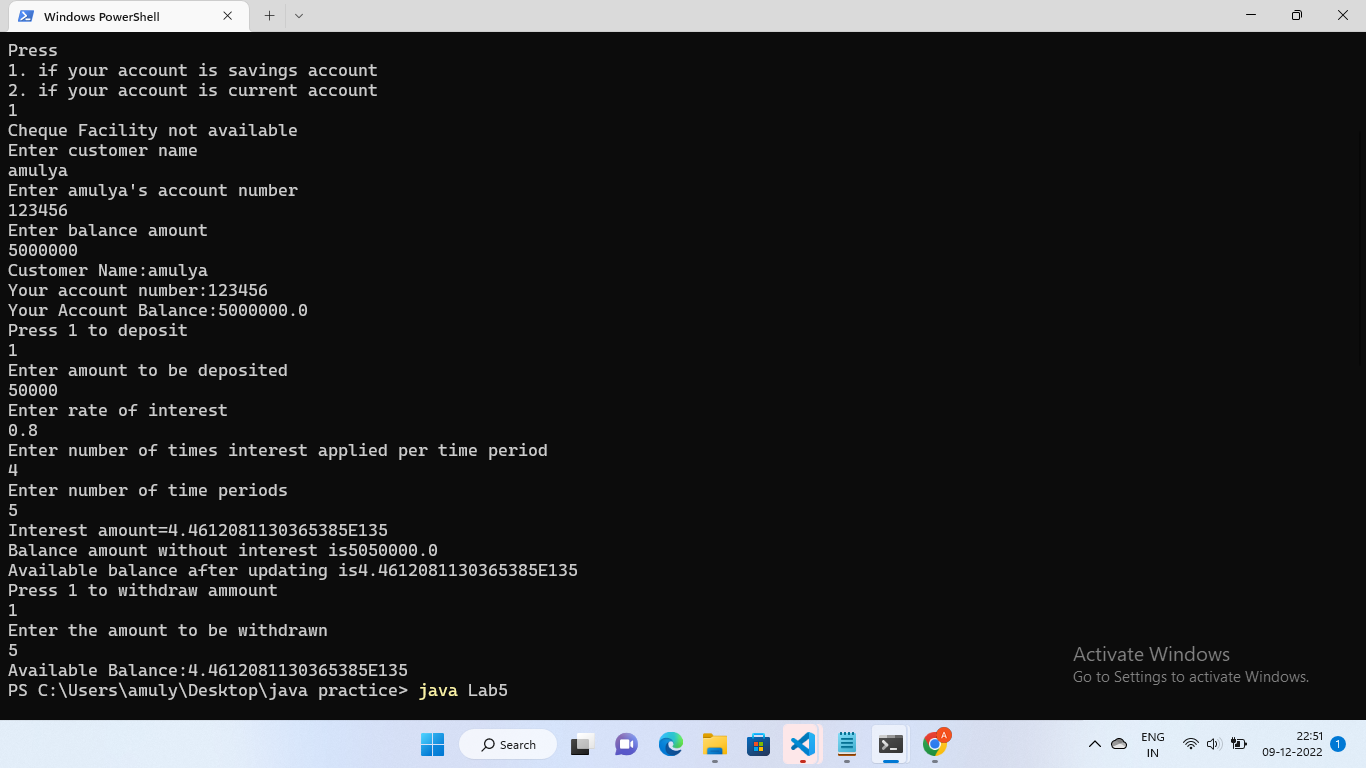 Windows PowerShell
Press
1. if your account is savings account
2. if your account is current account
1
Cheque Facility not available
Enter customer name
amulya
Enter amulya's account number
123456
Enter balance amount
5000000
Customer Name:amulya
Your account number:123456
Your Account Balance:5000000.0
Press 1 to deposit
1
Enter amount to be deposited
50000
Enter rate of interest
0.8
Enter number of times interest applied per time period
4
Enter number of time periods
5
Interest amount=4.4612081130365385E135
Balance amount without interest is5050000.0
Available balance after updating is4.4612081130365385E135
Press 1 to withdraw ammount
1
Enter the amount to be withdrawn
5
Available Balance:4.4612081130365385E135
PS C:\Users\amuly\Desktop\java practice> java Lab5
Activate Windows
Go to Settings to activate Windows.
Search
A
ENG
IN
22:51
09-12-2022
1